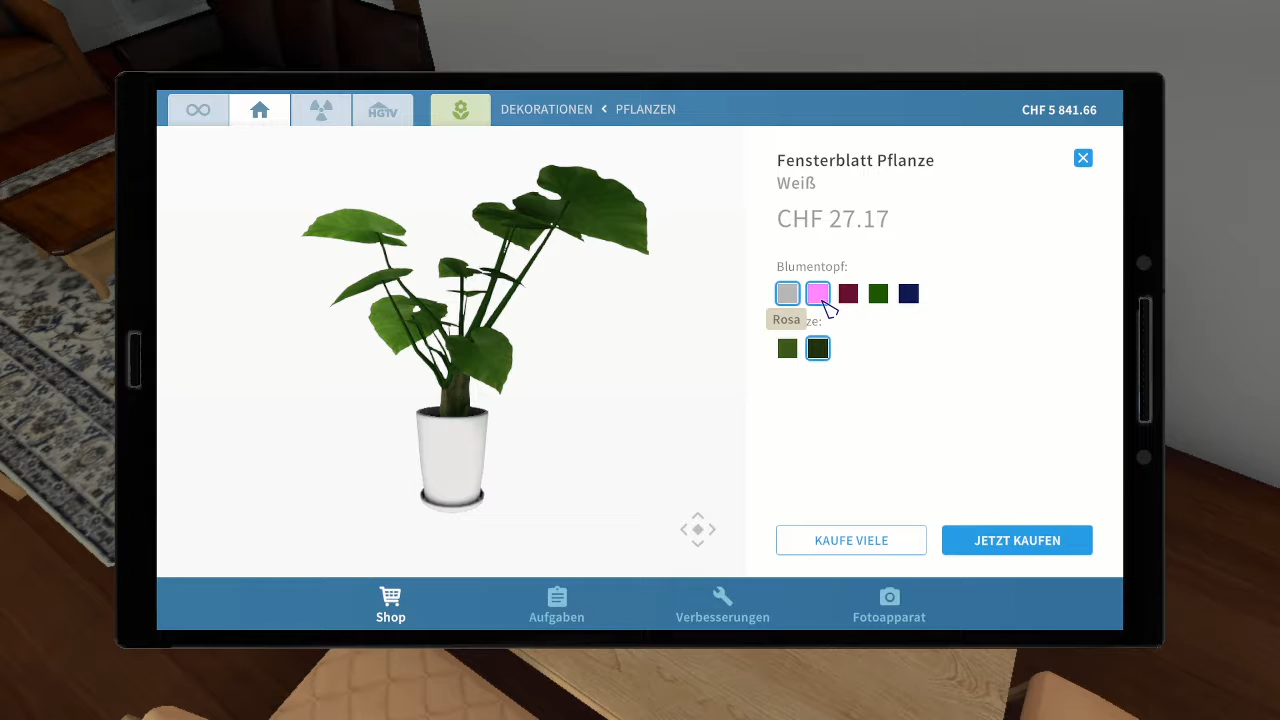 HGTV
DEKORATIONEN < PFLANZEN
CHF 5 841.66
Fensterblatt Pflanze
Weiß
CHF 27.17
Blumentopf:
Rosa
ze:
KAUFE VIELE
JETZT KAUFEN
Shop
Aufgaben
Verbesserungen
Fotoapparat